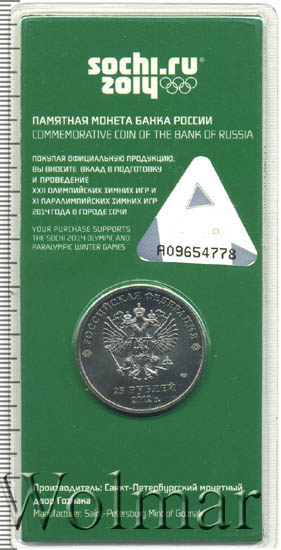 sochi.ru
2014
ПАМЯТНАЯ МОНЕТА БАНКА РОССИИ
COMMEMORATIVE COIN OF THE BANK OF RUSSIA
ПОКУПАЯ ОФИЦИАЛЬНУЮ ПРОДУКЦИЮ,
ВЫ ВНОСИТЕ ВКЛАД В ПОДГОТОВКУ
И ПРОВЕДЕНИЕ
XXII ОЛИМПИЙСКИХ ЗИМНИХ ИГР И
XI ПАРАЛИМПИЙСКИХ ЗИМНИХ ИГР
2014 ГОДА В ГОРОДЕ СОЧИ
YOUR PURCHASE SUPPORTS
THE SOCHI 2014 OLYMPIC AND
PARALYMPIC WINTER GAMES
A09654778
РОССИЙСКАЯ ФЕДЕРАЦИЯ
25 РУБЛЕЙ
2012 г.
Производитель: Санкт-Петербургский монетный
двор Гознака
Manufacturer: Saint-Petersburg Mint of Goznak
Wolmar